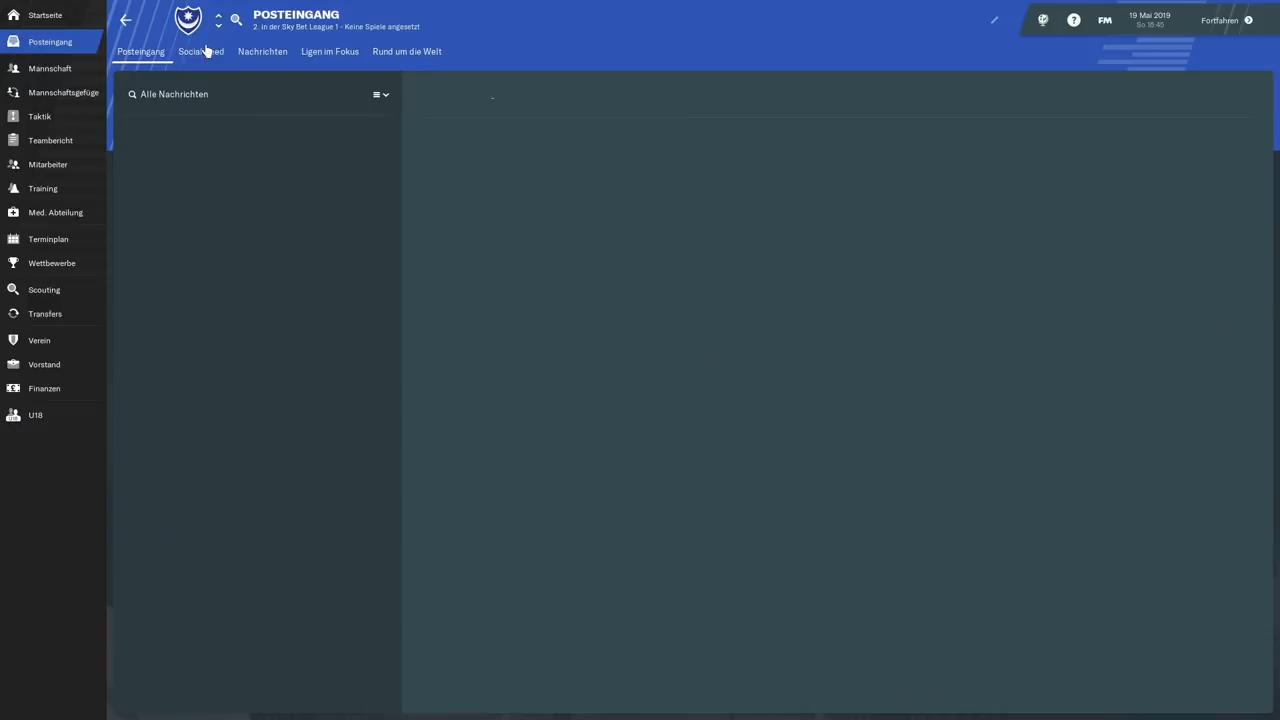 Startseite
Posteingang
Mannschaft
Mannschaftsgefüge
Taktik
Teambericht
Mitarbeiter
Training
Med. Abteilung
Terminplan
Wettbewerbe
Scouting
Transfers
Verein
Vorstand
Finanzen
U18
POSTEINGANG
2. in der Sky Bet League 1 - Keine Spiele angesetzt
? FM 19 Mai 2019
So 18:45
Fortfahren
Posteingang Nachrichten Ligen im Fokus Rund um die Welt
Alle Nachrichten
-